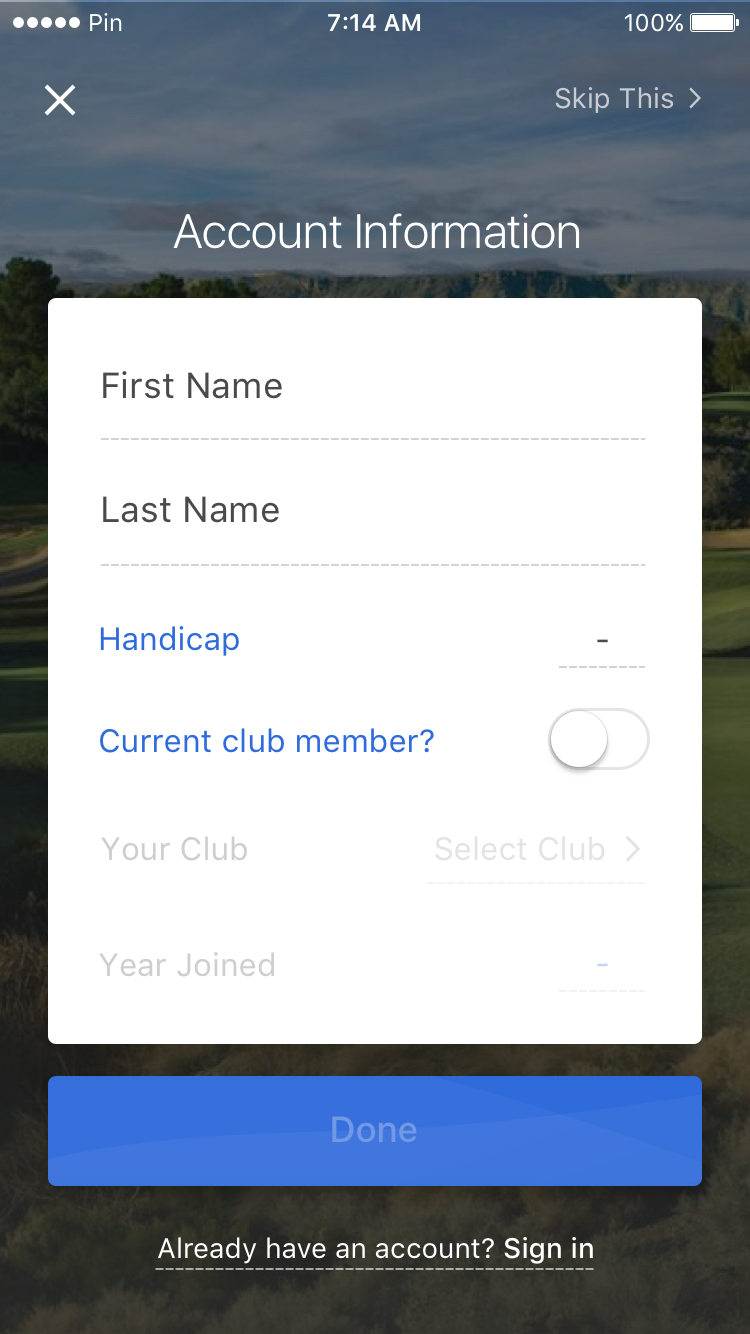 Pin 7:14 AM 100%
Skip This
Account Information
First Name
Last Name
Handicap -
Current club member?
Your Club Select Club
Year Joined -
Done
Already have an account? Sign in